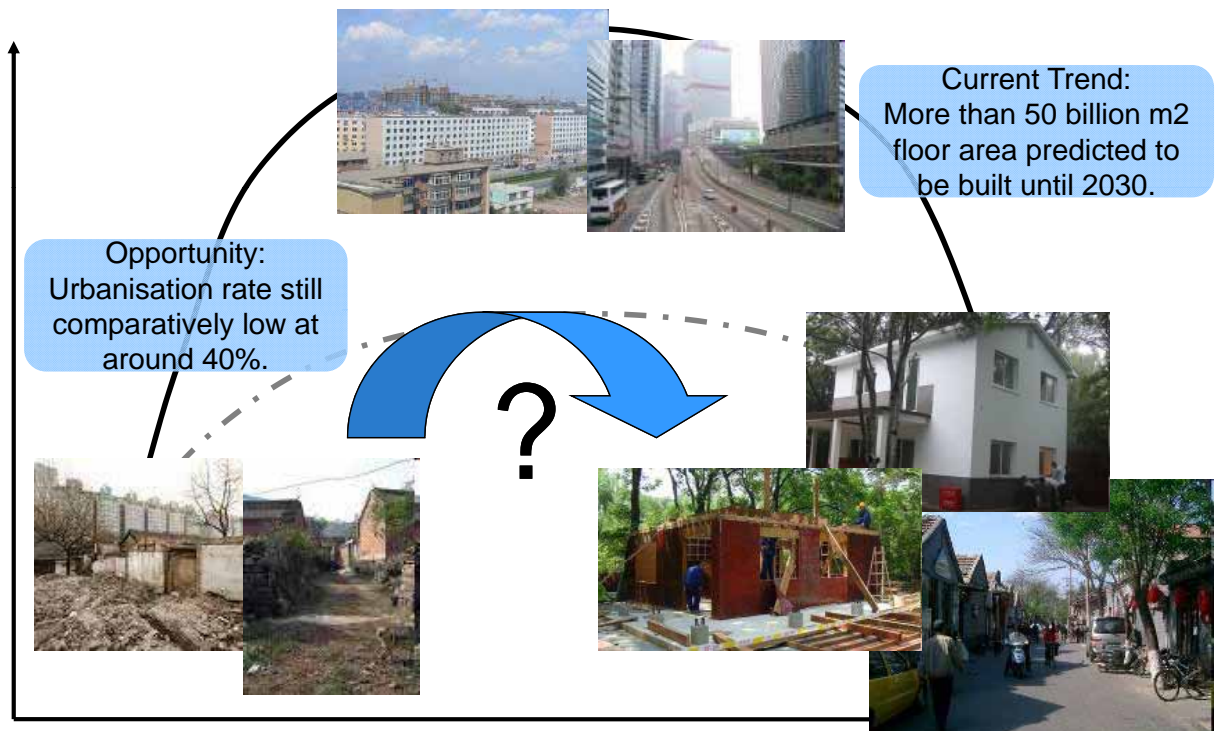 Current Trend:
More than 50 billion m2
floor area predicted to
be built until 2030.
Opportunity:
Urbanisation rate still
comparatively low at
around 40%.
?